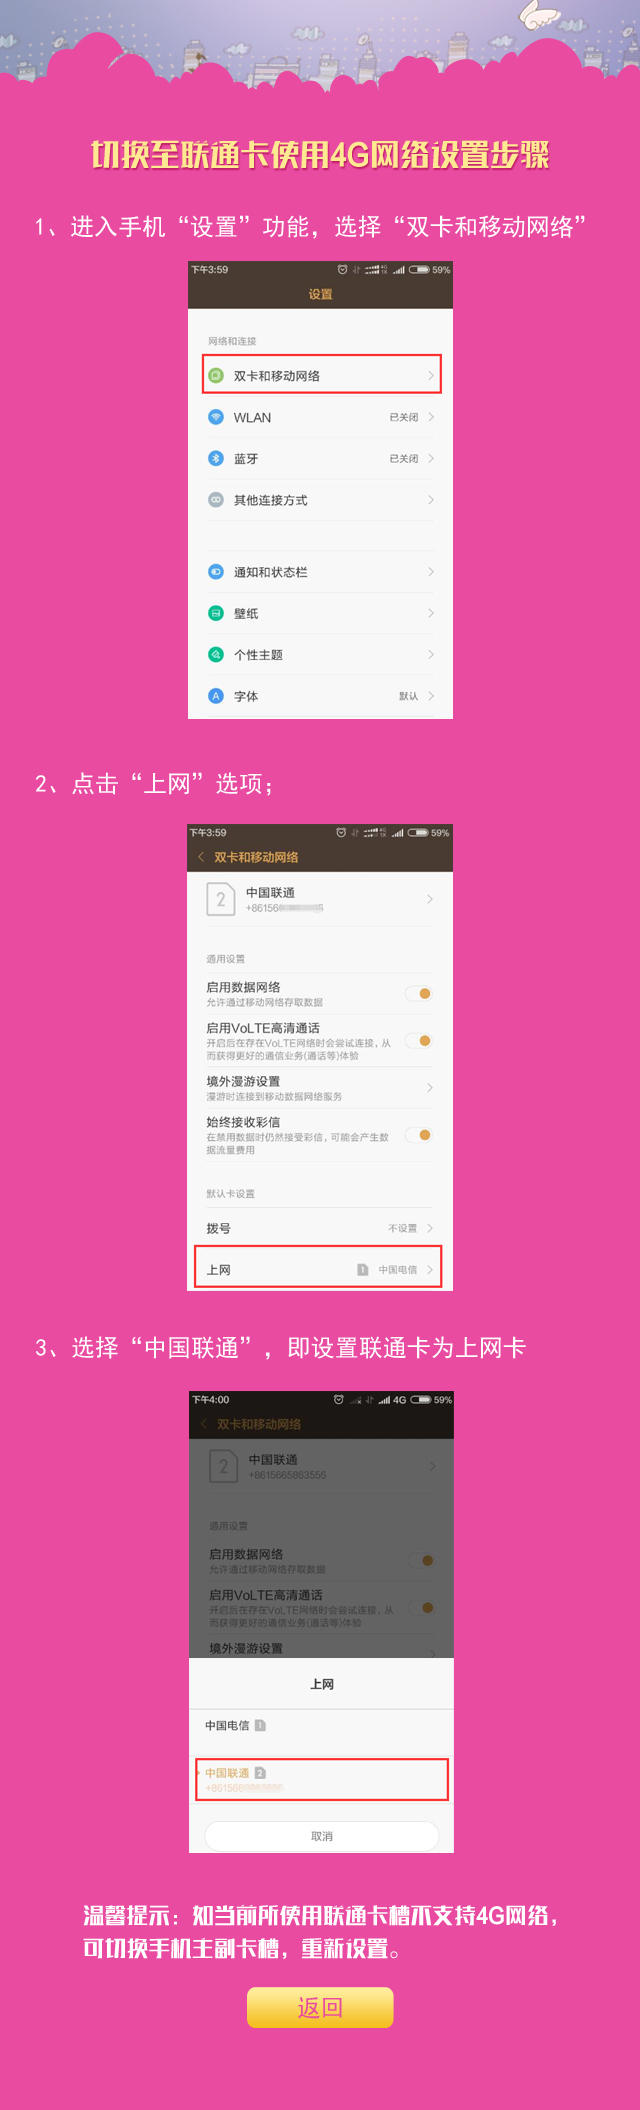 切换至联通卡使用4G网络设置步骤
1、进入手机“设置”功能，选择“双卡和移动网络”
下午3:59 4G 1X 59%
设置
网络和连接
双卡和移动网络
WLAN 已关闭
蓝牙 已关闭
其他连接方式
通知和状态栏
壁纸
个性主题
字体 默认
2、点击“上网”选项；
下午3:59 4G 1X 59%
双卡和移动网络
2 中国联通
+86156
通用设置
启用数据网络
允许通过移动网络存取数据
启用VoLTE高清通话
开启后在存在VoLTE网络时会尝试连接，从
而获得更好的通信业务(通话等)体验
境外漫游设置
漫游时连接到移动数据网络服务
始终接收彩信
在禁用数据时仍然接受彩信，可能会产生数
据流量费用
默认卡设置
拨号 不设置
上网 1 中国电信
3、选择“中国联通”，即设置联通卡为上网卡
下午4:00 4G 59%
双卡和移动网络
2 中国联通
+8615665863556
通用设置
启用数据网络
允许通过移动网络存取数据
启用VoLTE高清通话
开启后在存在VoLTE网络时会尝试连接，从
而获得更好的通信业务(通话等)体验
境外漫游设置
上网
中国电信 1
中国联通 2
+861566
取消
温馨提示：如当前所使用联通卡槽不支持4G网络，
可切换手机主副卡槽，重新设置。
返回